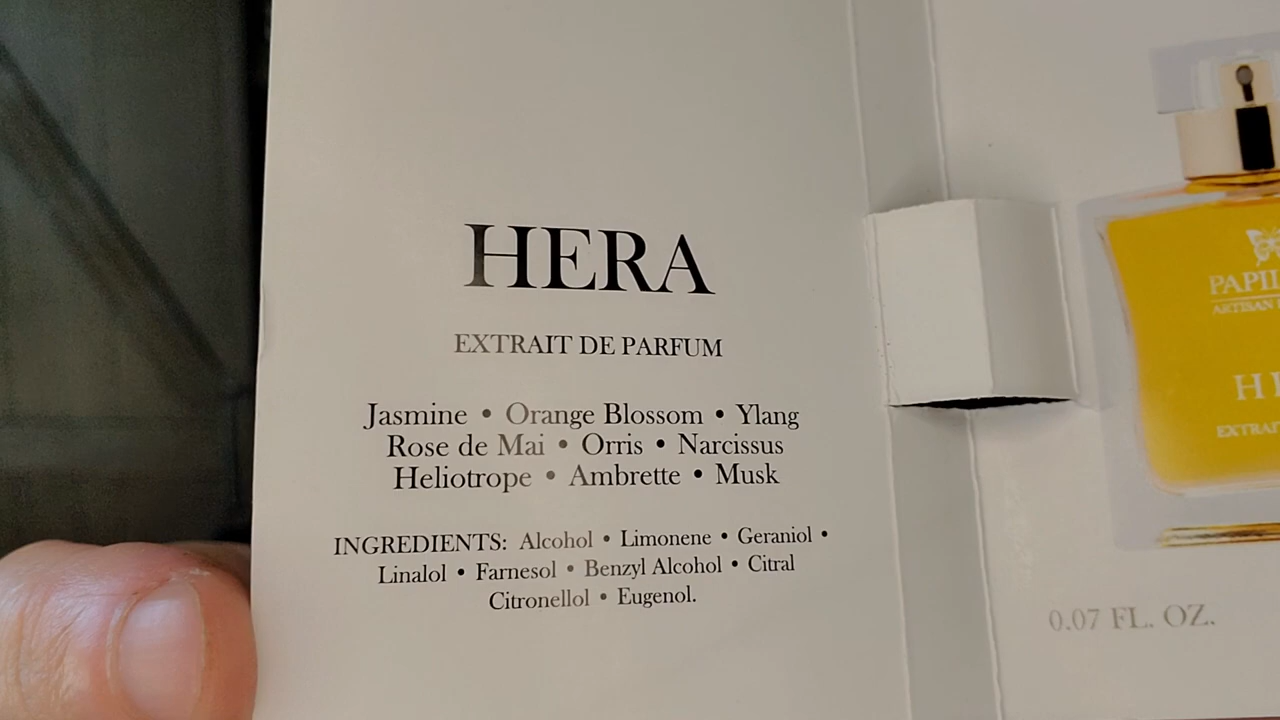 HERA
EXTRAIT DE PARFUM
Jasmine • Orange Blossom • Ylang
Rose de Mai • Orris • Narcissus
Heliotrope • Ambrette • Musk
INGREDIENTS: Alcohol • Limonene • Geraniol •
Linalol • Farnesol • Benzyl Alcohol • Citral
Citronellol • Eugenol.
ARTISAN
0.07 FL. OZ.